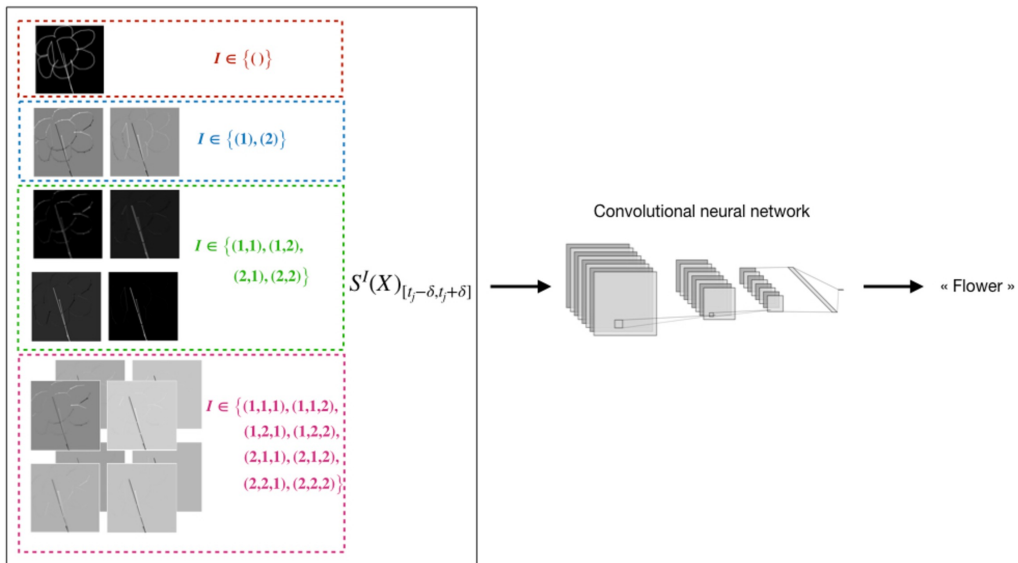 I ∈ {()}
I ∈ {(1), (2)}
I ∈ {(1,1), (1,2),
(2,1), (2,2)}
I ∈ {(1,1,1), (1,1,2),
(1,2,1), (1,2,2),
(2,1,1), (2,1,2),
(2,2,1), (2,2,2)}
S^I(X)_{[t_j−δ,t_j+δ]}
Convolutional neural network
« Flower »